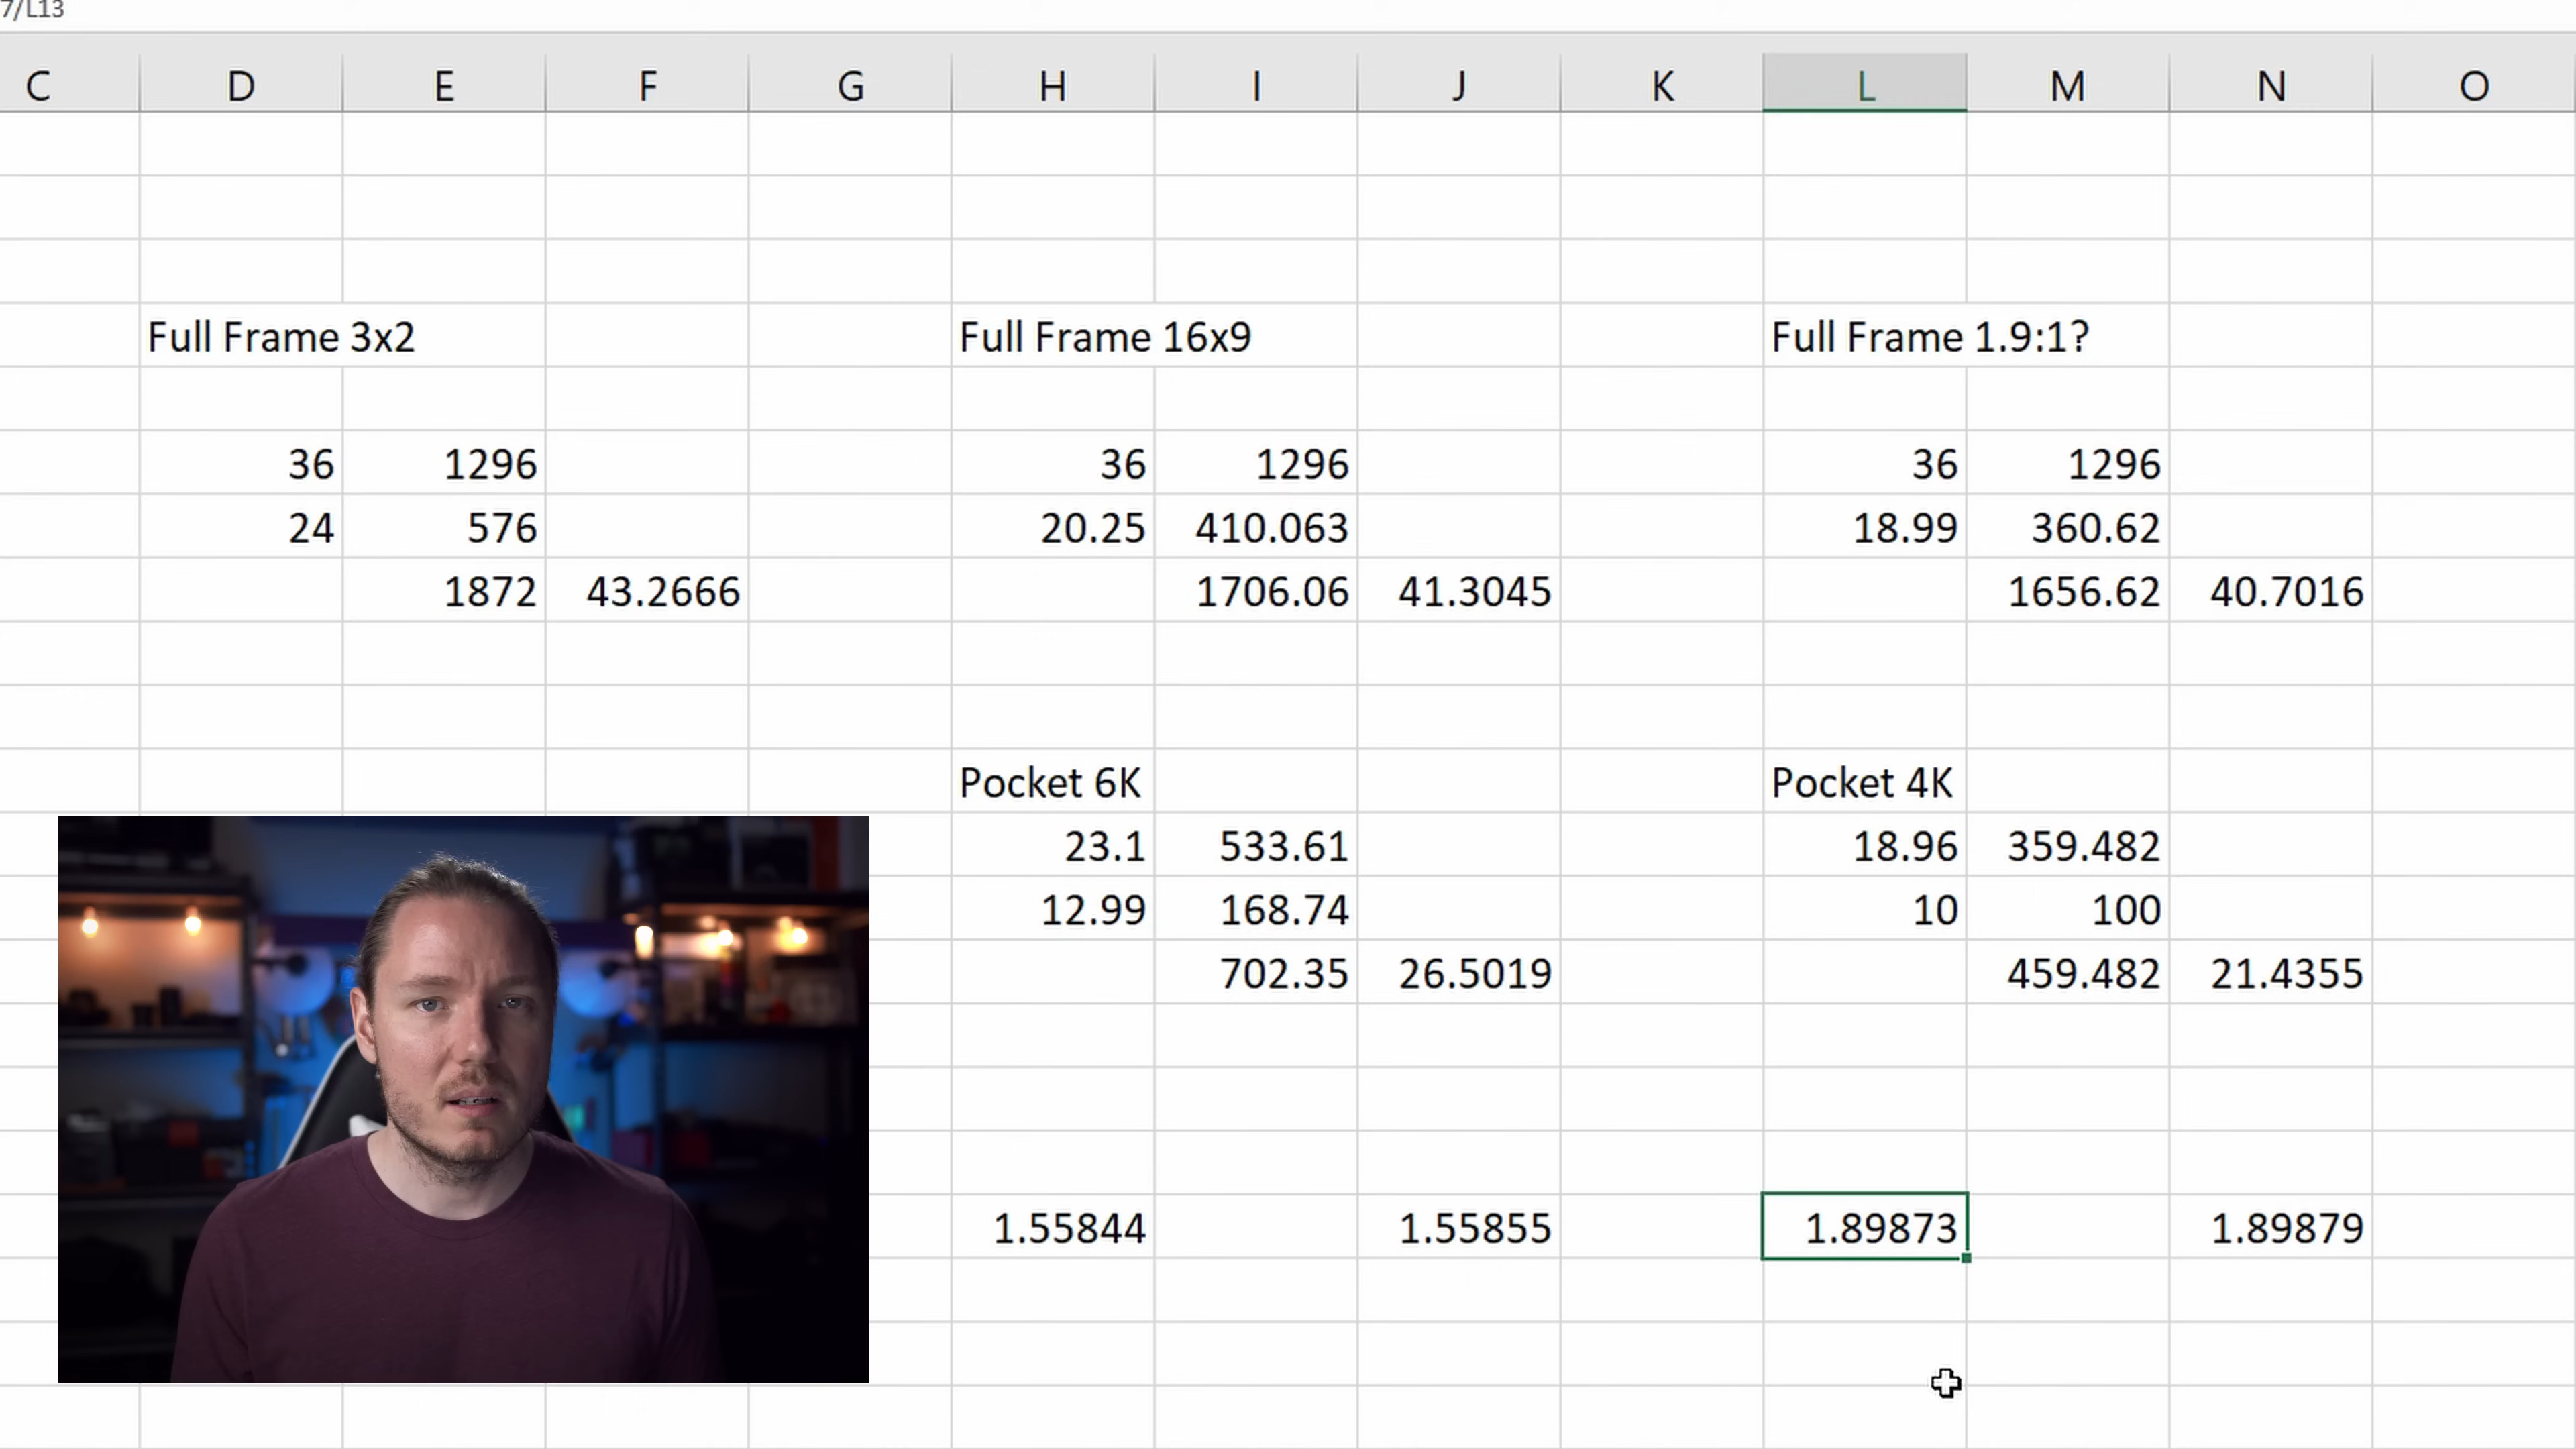 7/L13
C D E F G H I J K L M N O
Full Frame 3x2 Full Frame 16x9 Full Frame 1.9:1?
36 1296 36 1296 36 1296
24 576 20.25 410.063 18.99 360.62
1872 43.2666 1706.06 41.3045 1656.62 40.7016
Pocket 6K Pocket 4K
23.1 533.61 18.96 359.482
12.99 168.74 10 100
702.35 26.5019 459.482 21.4355
1.55844 1.55855 1.89873 1.89879